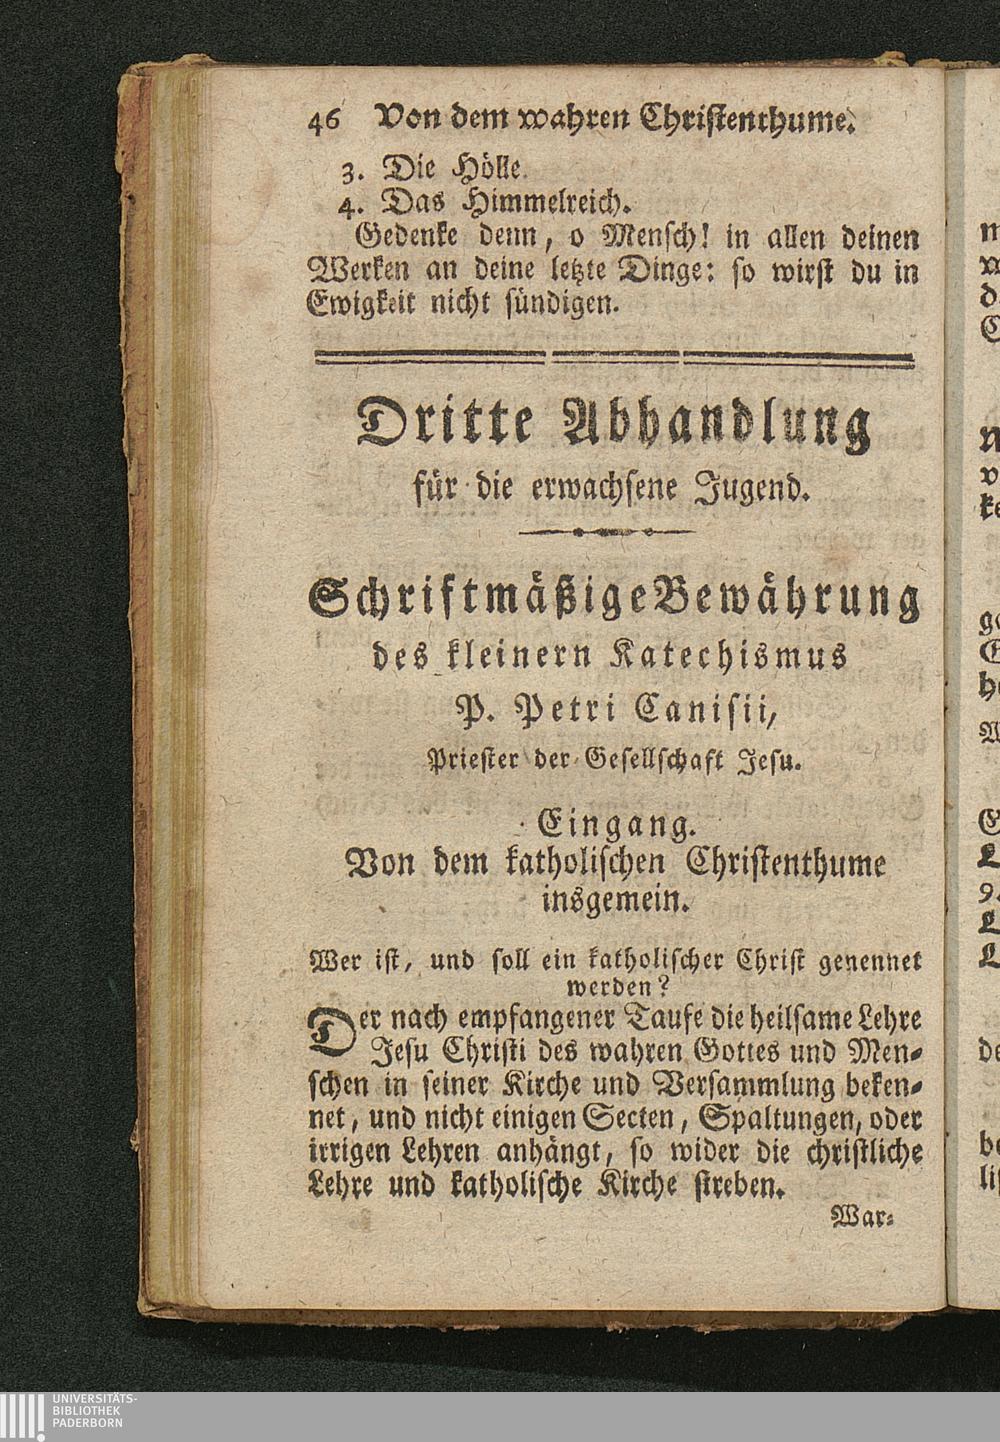 46 Von dem wahren Christenthume.
3. Die Hölle.
4. Das Himmelreich.
Gedenke denn, o Mensch! in allen deinen
Werken an deine letzte Dinge: so wirst du in
Ewigkeit nicht sündigen.
Dritte Abhandlung
für die erwachsene Jugend.
Schriftmäßige Bewährung
des kleinern Katechismus
P. Petri Canisii,
Priester der Gesellschaft Jesu.
Eingang.
Von dem katholischen Christenthume
insgemein.
Wer ist, und soll ein katholischer Christ genennet
werden?
Der nach empfangener Taufe die heilsame Lehre
Jesu Christi des wahren Gottes und Men-
schen in seiner Kirche und Versammlung beken-
net, und nicht einigen Secten, Spaltungen, oder
irrigen Lehren anhängt, so wider die christliche
Lehre und katholische Kirche streben.
War-
UNIVERSITÄTS-
BIBLIOTHEK
PADERBORN